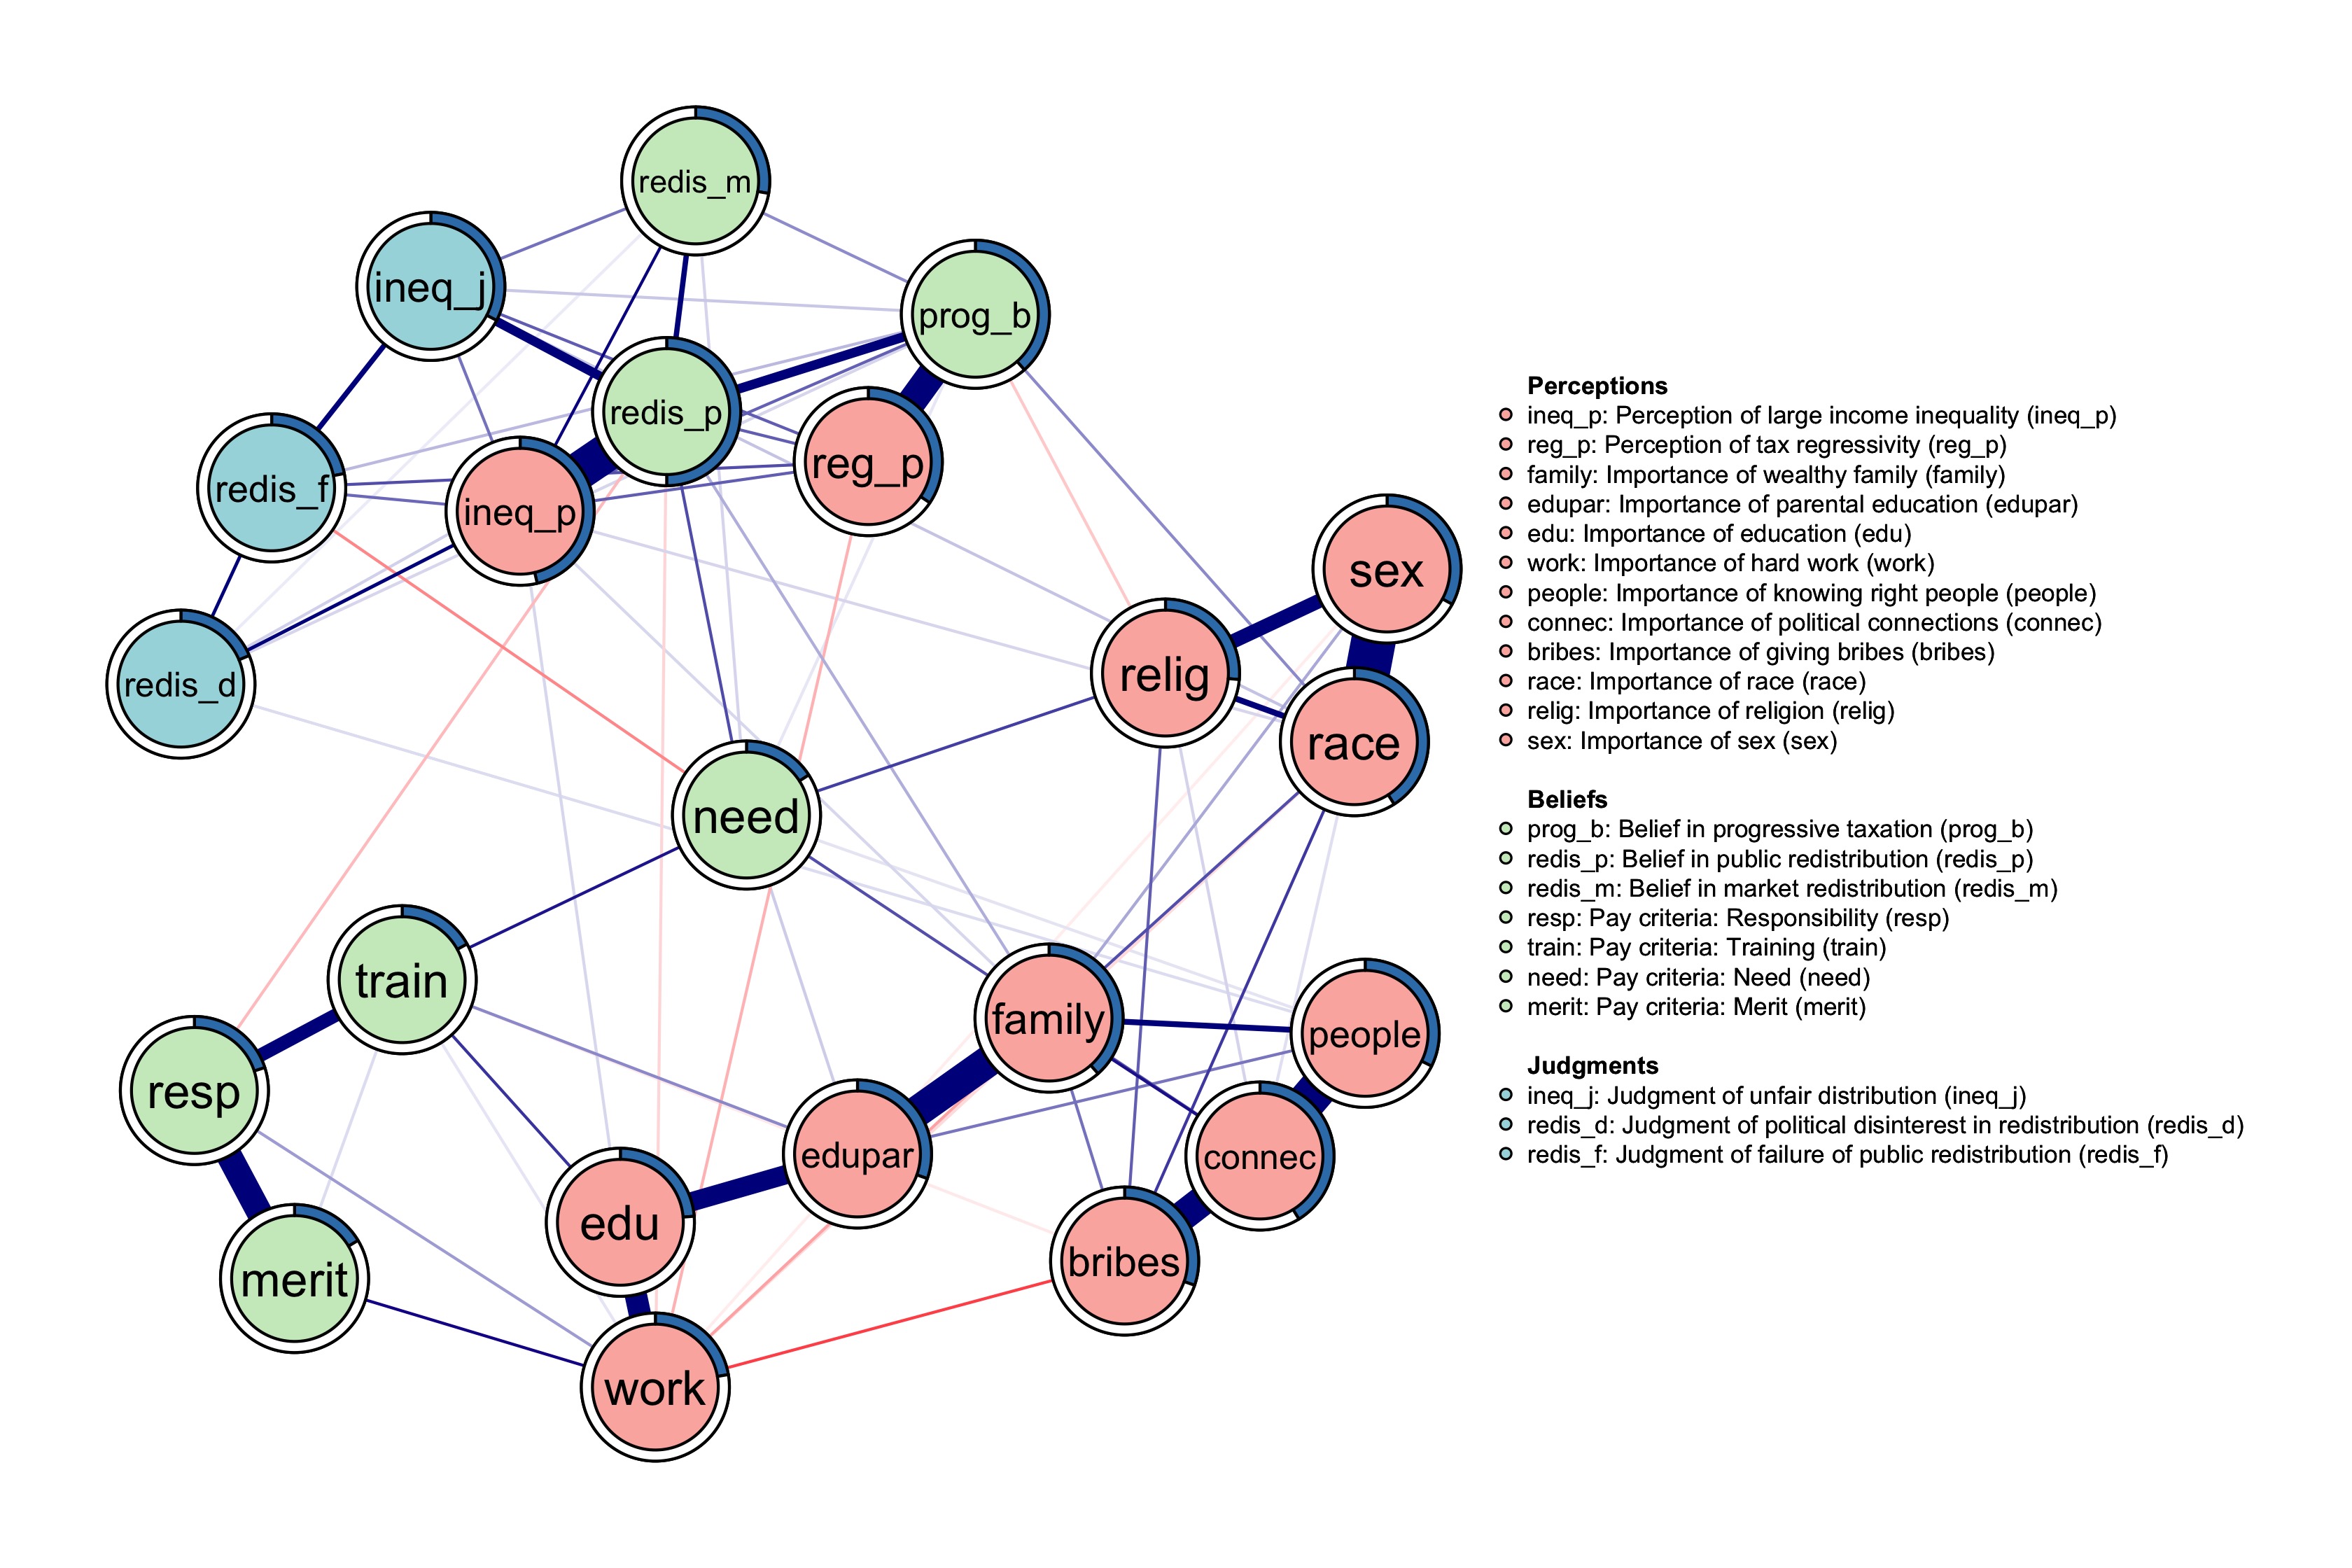 redis_m
ineq_j
prog_b
redis_p
reg_p
redis_f
ineq_p
sex
relig
redis_d
race
need
train
family
people
resp
edupar
connec
edu
bribes
merit
work
Perceptions
ineq_p: Perception of large income inequality (ineq_p)
reg_p: Perception of tax regressivity (reg_p)
family: Importance of wealthy family (family)
edupar: Importance of parental education (edupar)
edu: Importance of education (edu)
work: Importance of hard work (work)
people: Importance of knowing right people (people)
connec: Importance of political connections (connec)
bribes: Importance of giving bribes (bribes)
race: Importance of race (race)
relig: Importance of religion (relig)
sex: Importance of sex (sex)
Beliefs
prog_b: Belief in progressive taxation (prog_b)
redis_p: Belief in public redistribution (redis_p)
redis_m: Belief in market redistribution (redis_m)
resp: Pay criteria: Responsibility (resp)
train: Pay criteria: Training (train)
need: Pay criteria: Need (need)
merit: Pay criteria: Merit (merit)
Judgments
ineq_j: Judgment of unfair distribution (ineq_j)
redis_d: Judgment of political disinterest in redistribution (redis_d)
redis_f: Judgment of failure of public redistribution (redis_f)